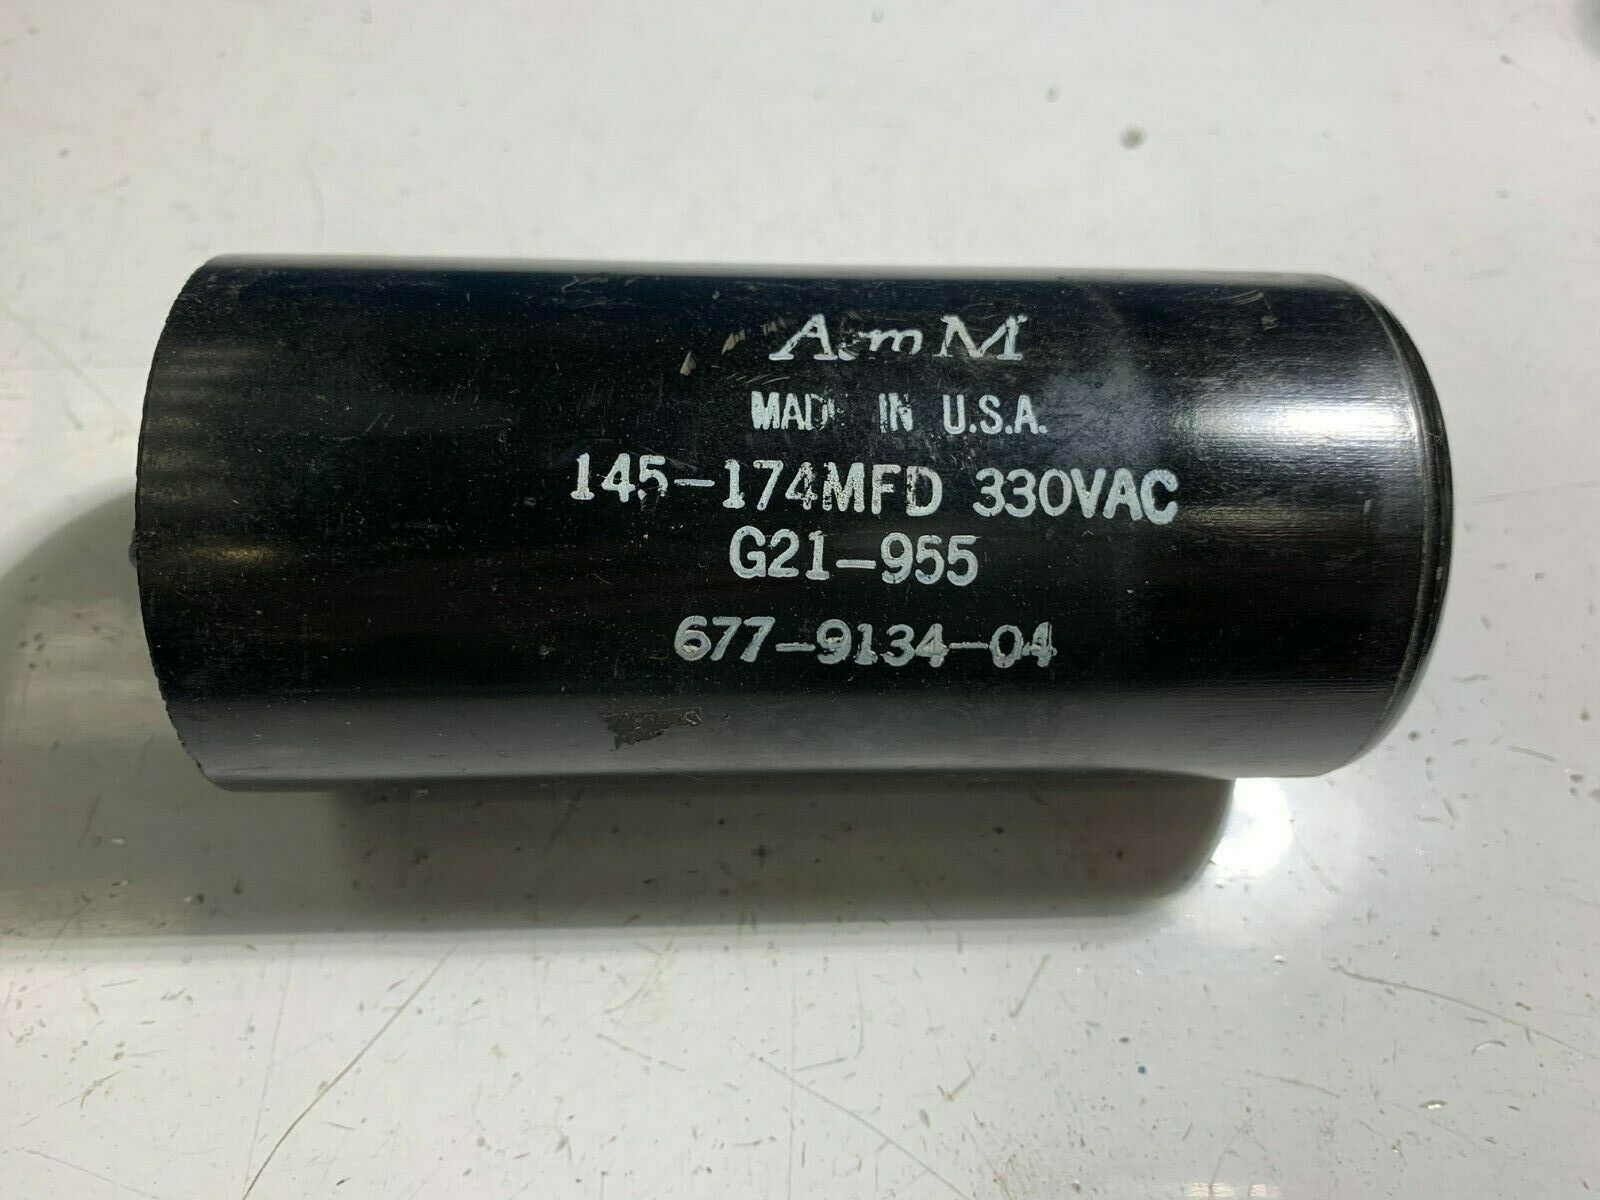 MADE IN U.S.A.
145-174MFD 330VAC
G21-955
677-9134-04